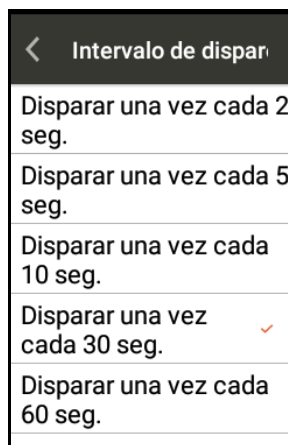 Intervalo de dispar
Disparar una vez cada 2
seg.
Disparar una vez cada 5
seg.
Disparar una vez cada
10 seg.
Disparar una vez
cada 30 seg.
Disparar una vez cada
60 seg.